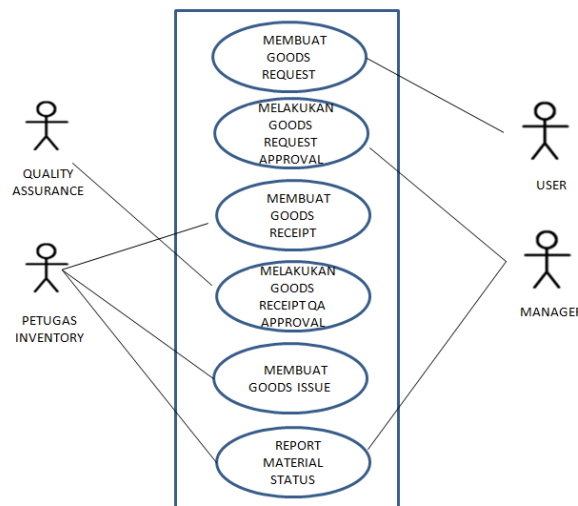 MEMBUAT
GOODS
REQUEST
MELAKUKAN
GOODS
REQUEST
APPROVAL
MEMBUAT
GOODS
RECEIPT
MELAKUKAN
GOODS
RECEIPT QA
APPROVAL
MEMBUAT
GOODS ISSUE
REPORT
MATERIAL
STATUS
QUALITY
ASSURANCE
PETUGAS
INVENTORY
USER
MANAGER